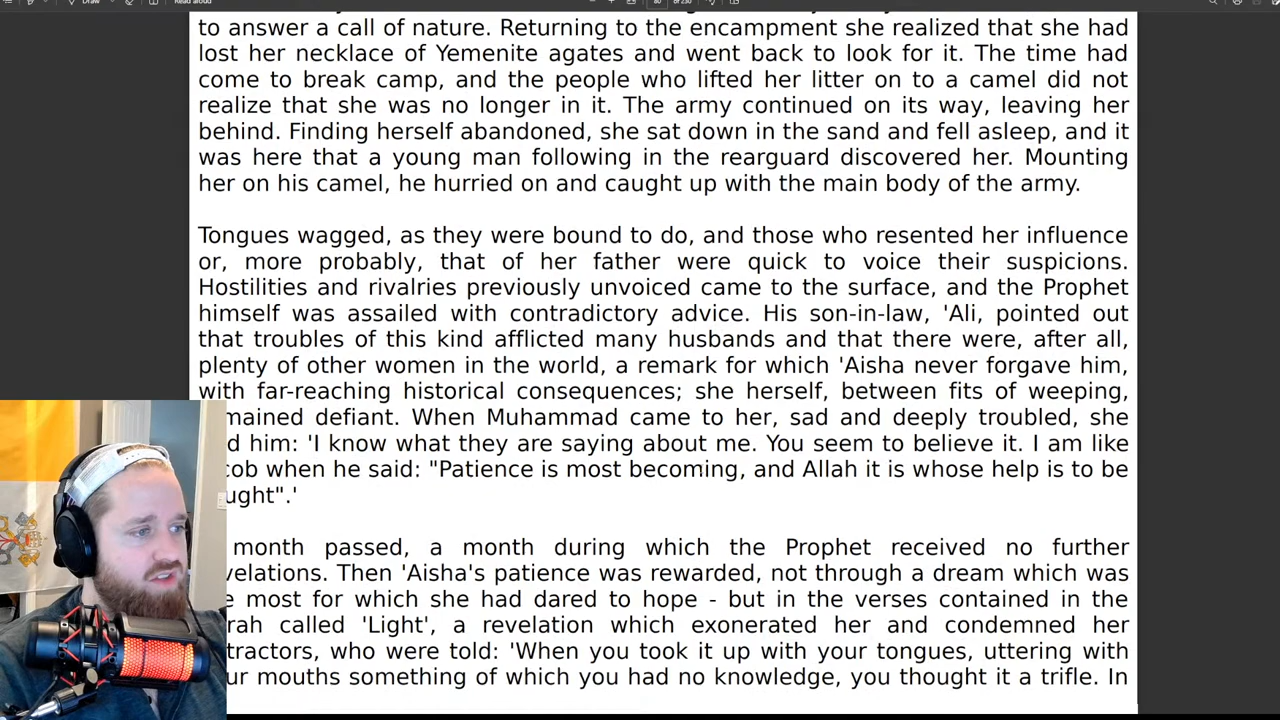 Draw
Read aloud
to answer a call of nature. Returning to the encampment she realized that she had
lost her necklace of Yemenite agates and went back to look for it. The time had
come to break camp, and the people who lifted her litter on to a camel did not
realize that she was no longer in it. The army continued on its way, leaving her
behind. Finding herself abandoned, she sat down in the sand and fell asleep, and it
was here that a young man following in the rearguard discovered her. Mounting
her on his camel, he hurried on and caught up with the main body of the army.
Tongues wagged, as they were bound to do, and those who resented her influence
or, more probably, that of her father were quick to voice their suspicions.
Hostilities and rivalries previously unvoiced came to the surface, and the Prophet
himself was assailed with contradictory advice. His son-in-law, 'Ali, pointed out
that troubles of this kind afflicted many husbands and that there were, after all,
plenty of other women in the world, a remark for which 'Aisha never forgave him,
with far-reaching historical consequences; she herself, between fits of weeping,
mained defiant. When Muhammad came to her, sad and deeply troubled, she
d him: 'I know what they are saying about me. You seem to believe it. I am like
cob when he said: "Patience is most becoming, and Allah it is whose help is to be
ught".'
month passed, a month during which the Prophet received no further
velations. Then 'Aisha's patience was rewarded, not through a dream which was
e most for which she had dared to hope - but in the verses contained in the
rah called 'Light', a revelation which exonerated her and condemned her
tractors, who were told: 'When you took it up with your tongues, uttering with
ur mouths something of which you had no knowledge, you thought it a trifle. In